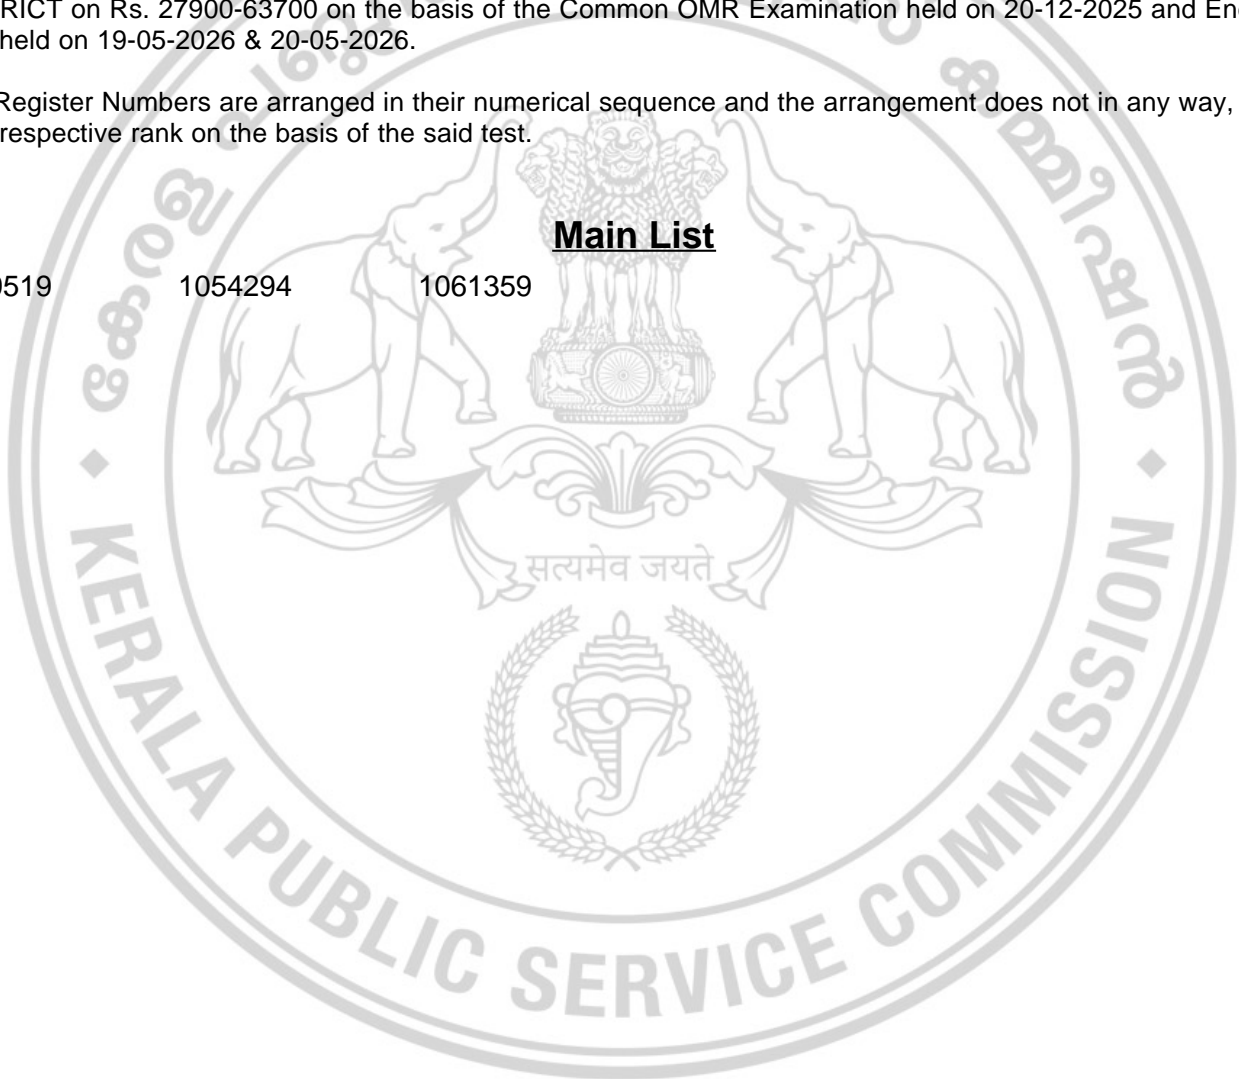 RICT on Rs. 27900-63700 on the basis of the Common OMR Examination held on 20-12-2025 and
held on 19-05-2026 & 20-05-2026.
Register Numbers are arranged in their numerical sequence and the arrangement does not in any way,
respective rank on the basis of the said test.
Main List
519 1054294 1061359
കേരള
കമ്മീഷൻ
सत्यमेव जयते
KERALA PUBLIC SERVICE COMMISSION